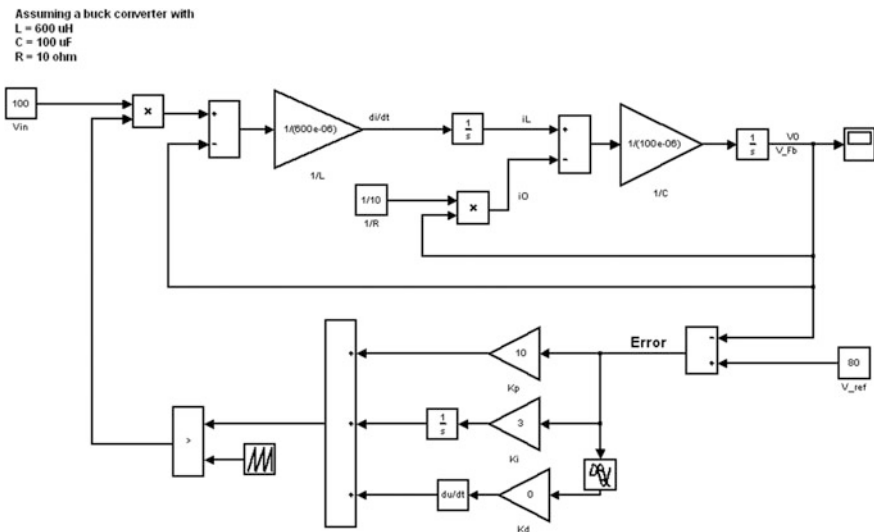 Assuming a buck converter with
L = 600 uH
C = 100 uF
R = 10 ohm
100
Vin
×
+
-
1/(600e-06)
1/L
di/dt
1
s
iL
+
-
1/(100e-06)
1/C
1
s
V0
V_Fb
1/10
1/R
×
iO
Error
-
+
80
V_ref
10
Kp
3
Ki
1
s
0
Kd
du/dt
+
+
+
>